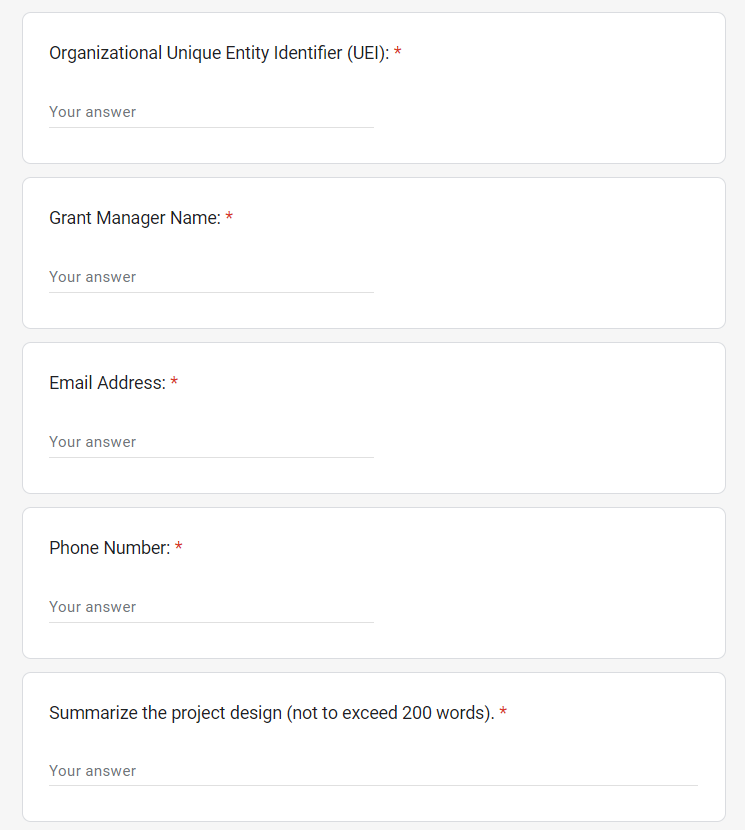 Organizational Unique Entity Identifier (UEI): *
Your answer
Grant Manager Name: *
Your answer
Email Address: *
Your answer
Phone Number: *
Your answer
Summarize the project design (not to exceed 200 words). *
Your answer